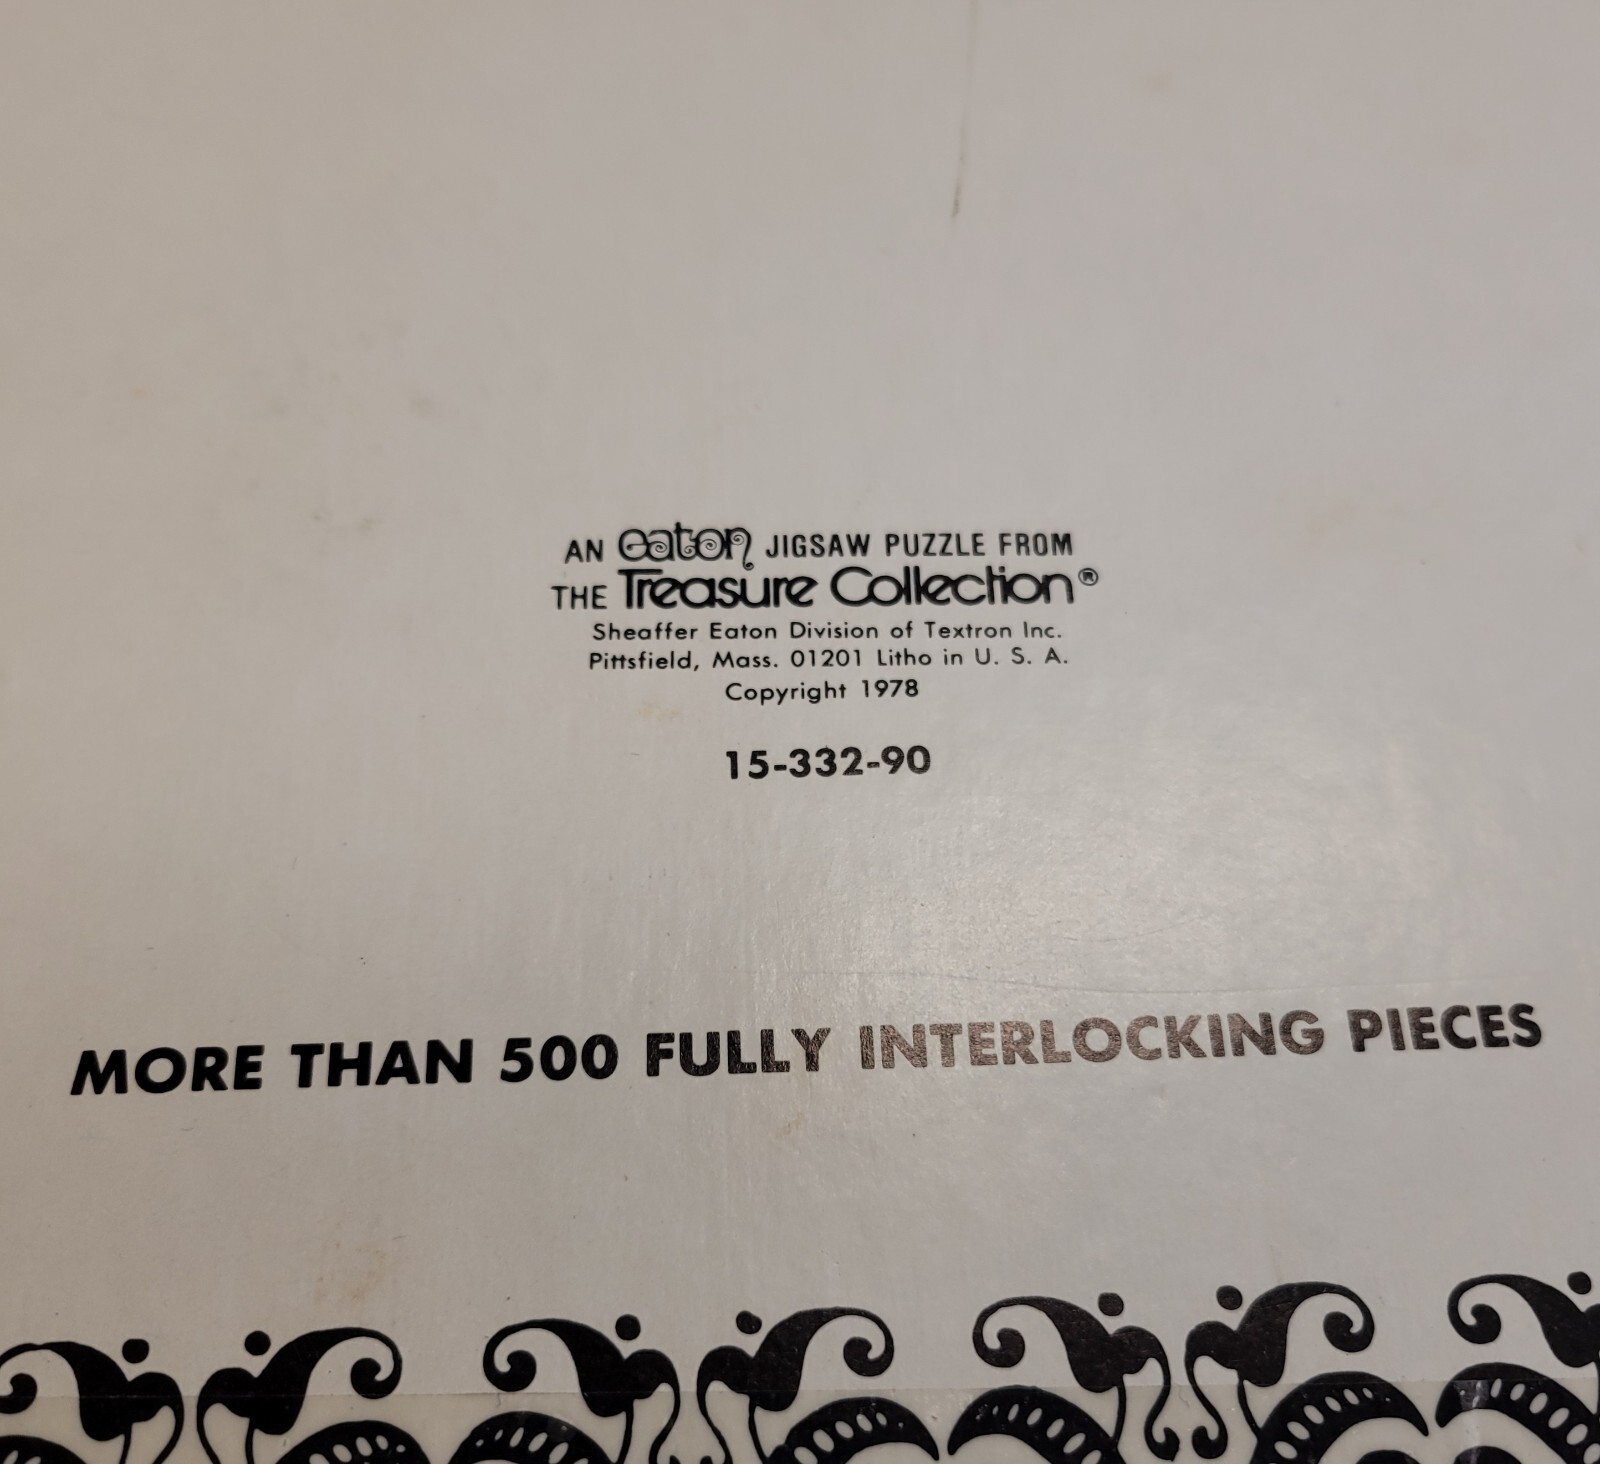 AN eaton JIGSAW PUZZLE FROM
THE Treasure Collection®
Sheaffer Eaton Division of Textron Inc.
Pittsfield, Mass. 01201 Litho in U. S. A.
Copyright 1978
15-332-90
MORE THAN 500 FULLY INTERLOCKING PIECES